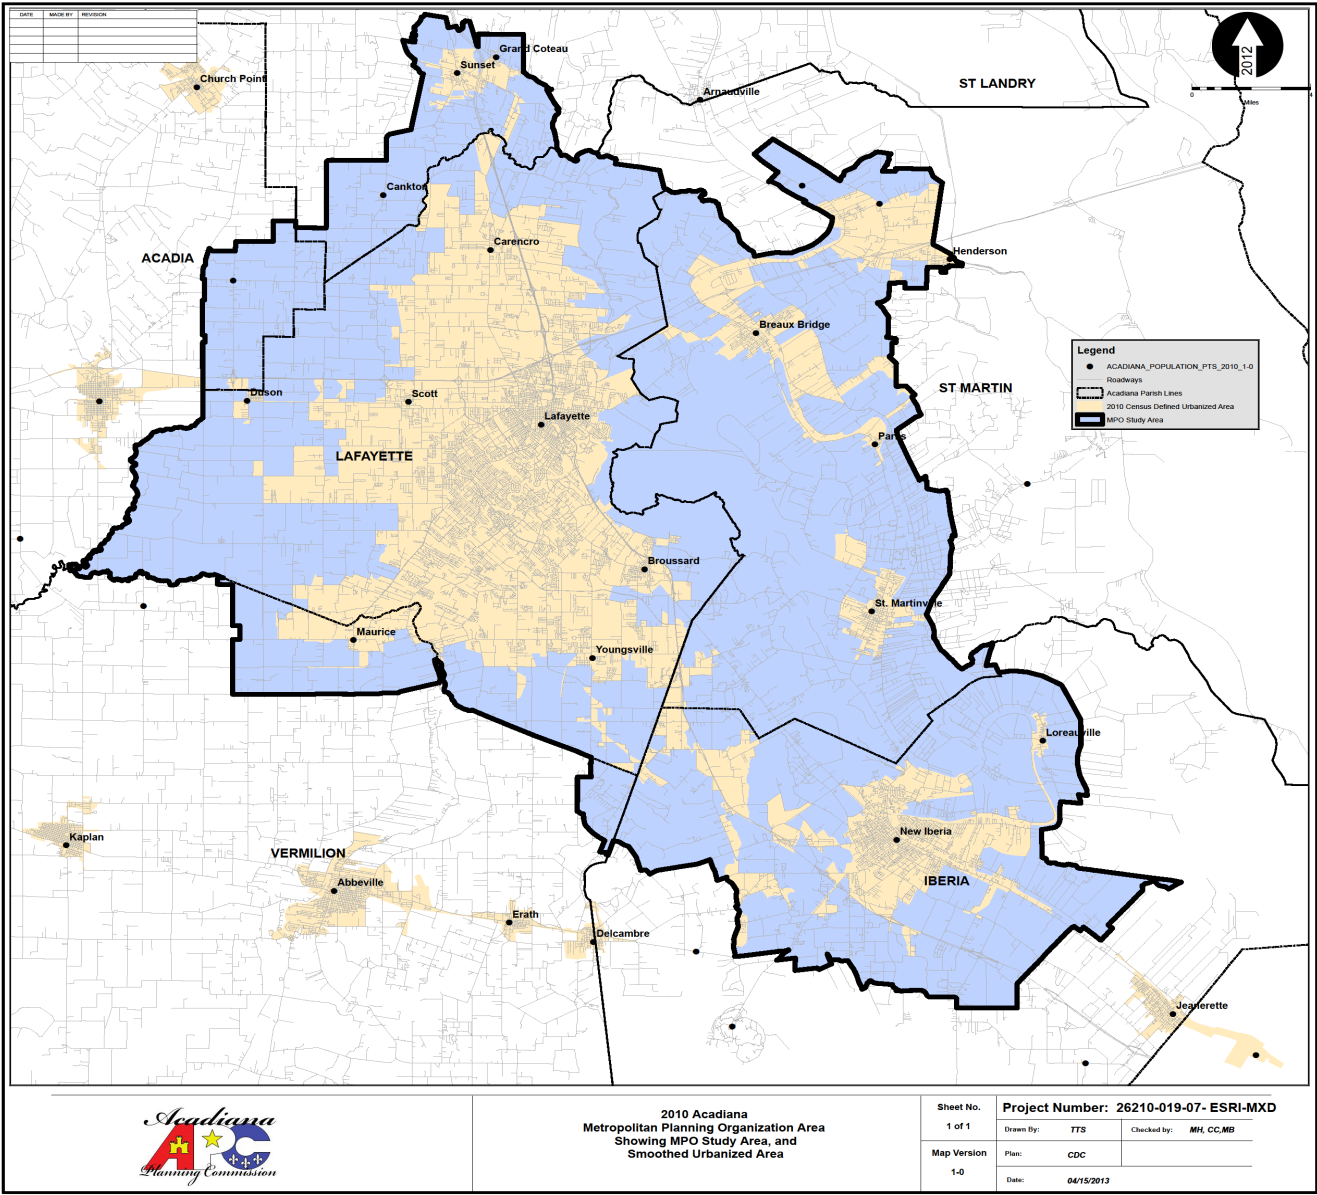 DATE MADE BY REVISION
Grand Coteau
Sunset
Church Point
Arnaudville
ST LANDRY
2012
0 4
Miles
Cankton
Carencro
ACADIA
Henderson
Breaux Bridge
Legend
ACADIANA_POPULATION_PTS_2010_1-0
Roadways
Acadiana Parish Lines
2010 Census Defined Urbanized Area
MPO Study Area
Duson
Scott
ST MARTIN
Lafayette
Parks
LAFAYETTE
Broussard
St. Martinville
Maurice
Youngsville
Loreauville
New Iberia
Kaplan
VERMILION
IBERIA
Abbeville
Erath
Delcambre
Jeanerette
Acadiana
APC
Planning Commission
2010 Acadiana
Metropolitan Planning Organization Area
Showing MPO Study Area, and
Smoothed Urbanized Area
Sheet No.
1 of 1
Map Version
1-0
Project Number: 26210-019-07- ESRI-MXD
Drawn By: TTS Checked by: MH, CC,MB
Plan: CDC
Date: 04/15/2013